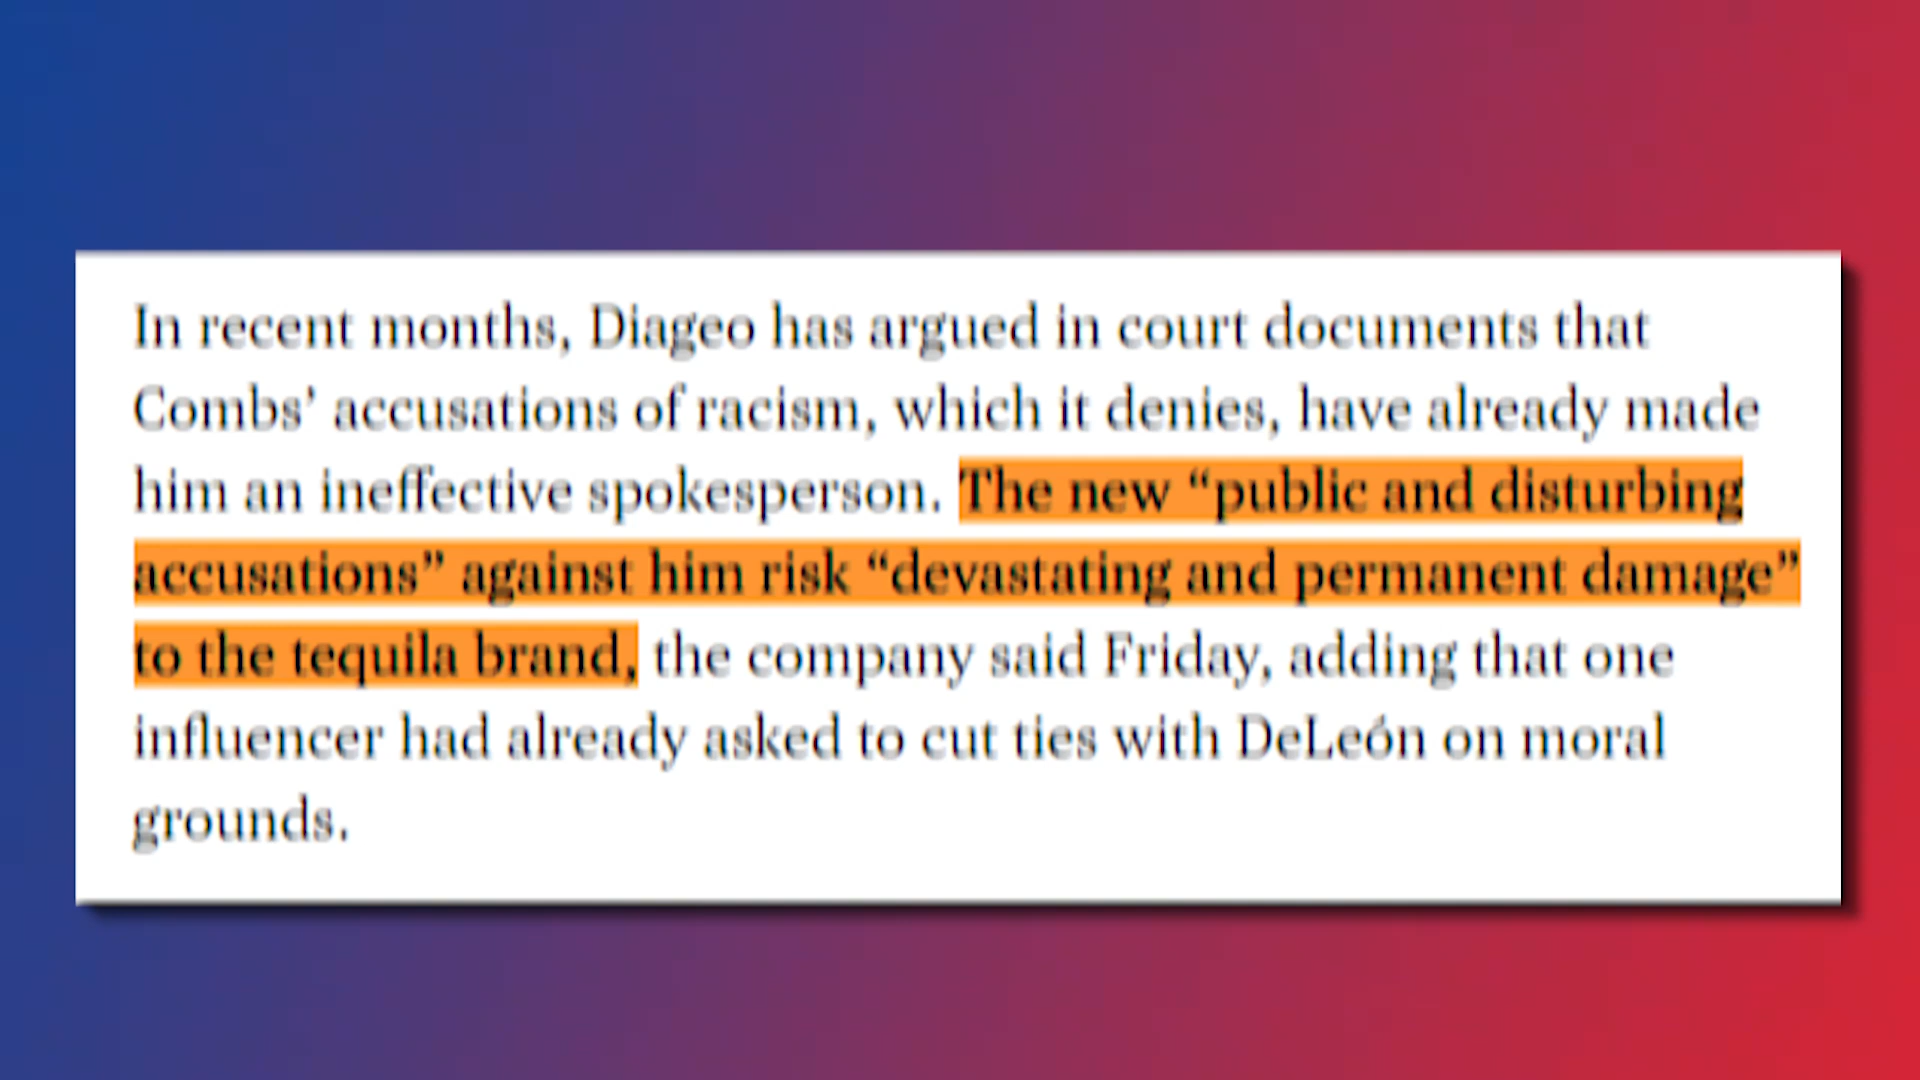 In recent months, Diageo has argued in court documents that
Combs’ accusations of racism, which it denies, have already made
him an ineffective spokesperson. The new “public and disturbing
accusations” against him risk “devastating and permanent damage”
to the tequila brand, the company said Friday, adding that one
influencer had already asked to cut ties with DeLeón on moral
grounds.